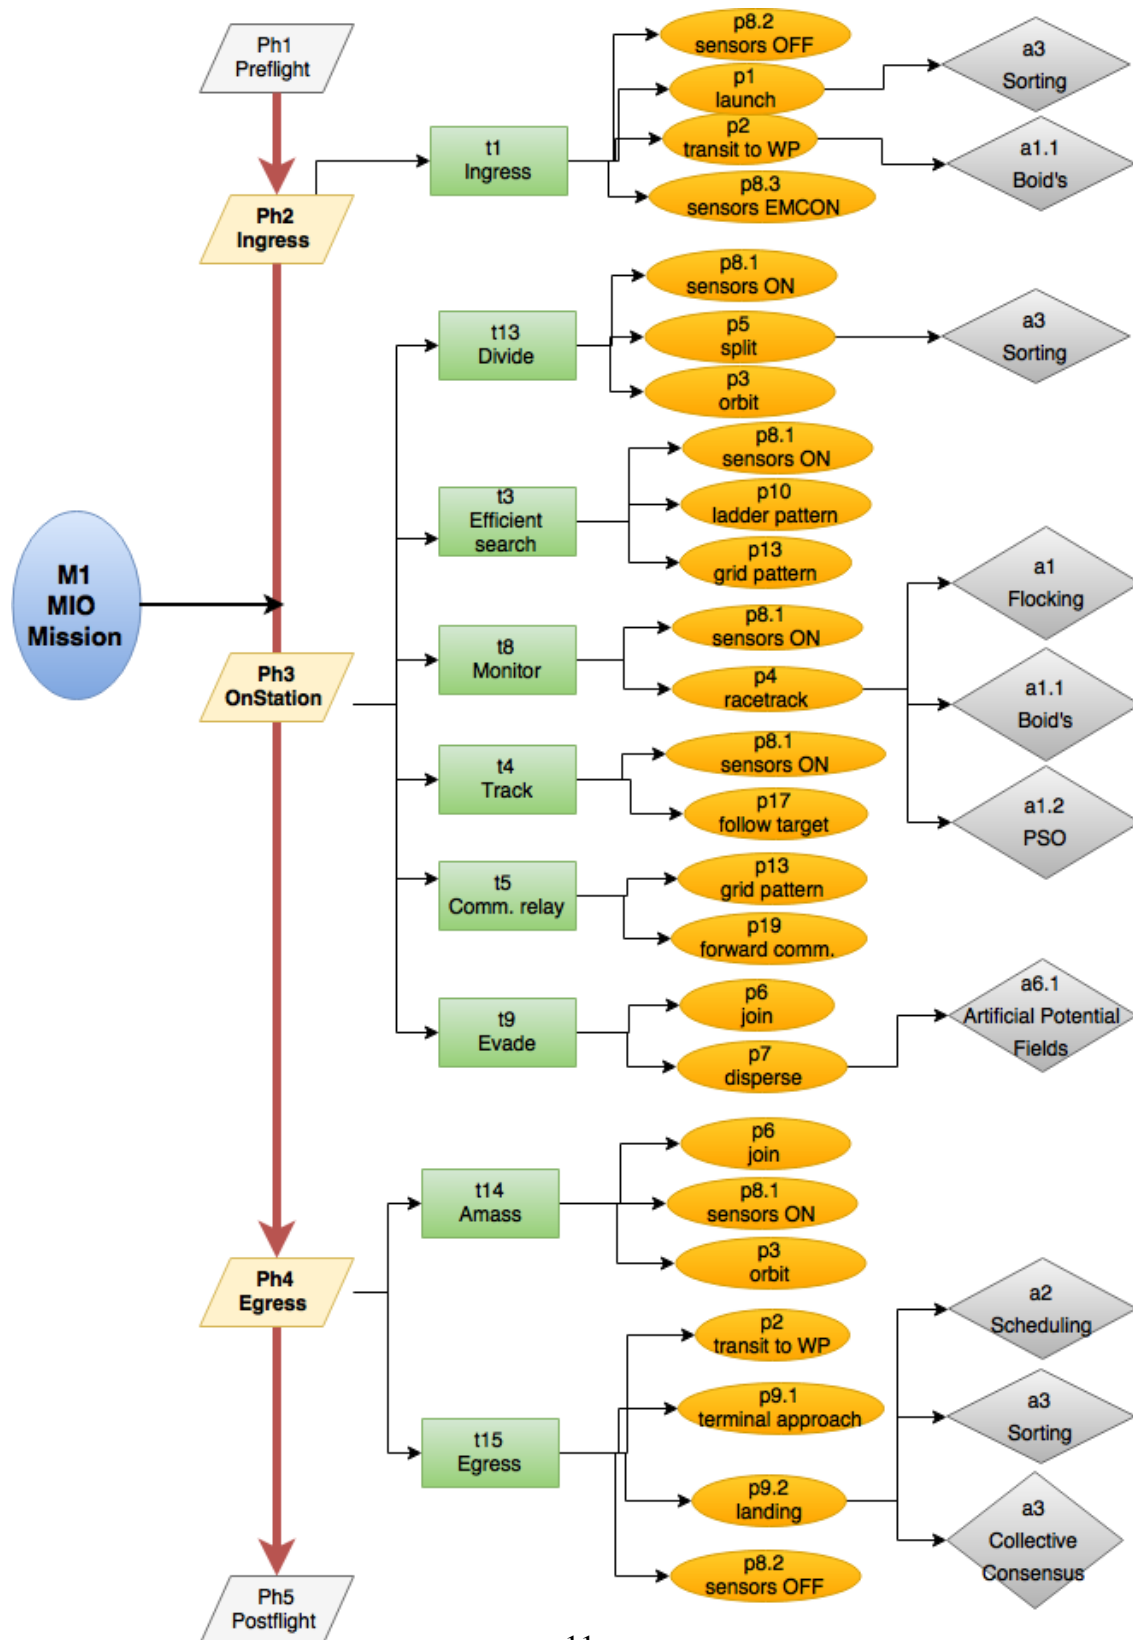 Ph1
Preflight
p8.2
sensors OFF
a3
Sorting
p1
launch
t1
Ingress
p2
transit to WP
a1.1
Boid's
p8.3
sensors EMCON
Ph2
Ingress
p8.1
sensors ON
t13
Divide
p5
split
a3
Sorting
p3
orbit
p8.1
sensors ON
t3
Efficient
search
p10
ladder pattern
p13
grid pattern
a1
Flocking
M1
MIO
Mission
p8.1
sensors ON
t8
Monitor
p4
racetrack
Ph3
OnStation
a1.1
Boid's
p8.1
sensors ON
t4
Track
p17
follow target
a1.2
PSO
t5
Comm. relay
p13
grid pattern
p19
forward comm.
t9
Evade
p6
join
a6.1
Artificial Potential
Fields
p7
disperse
p6
join
t14
Amass
p8.1
sensors ON
p3
orbit
Ph4
Egress
a2
Scheduling
p2
transit to WP
p9.1
terminal approach
a3
Sorting
t15
Egress
p9.2
landing
a3
Collective
Consensus
p8.2
sensors OFF
Ph5
Postflight
11